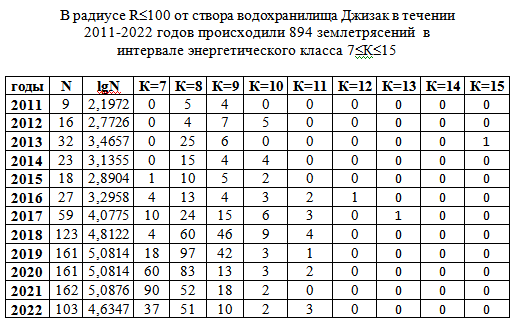 В радиусе R≤100 от створа водохранилища Джизак в течении
2011-2022 годов происходили 894 землетрясений в
интервале энергетического класса 7≤К≤15
годы N lgN К=7 К=8 К=9 К=10 К=11 К=12 К=13 К=14 К=15
2011 9 2,1972 0 5 4 0 0 0 0 0 0
2012 16 2,7726 0 4 7 5 0 0 0 0 0
2013 32 3,4657 0 25 6 0 0 0 0 0 1
2014 23 3,1355 0 15 4 4 0 0 0 0 0
2015 18 2,8904 1 10 5 2 0 0 0 0 0
2016 27 3,2958 4 13 4 3 2 1 0 0 0
2017 59 4,0775 10 24 15 6 3 0 1 0 0
2018 123 4,8122 4 60 46 9 4 0 0 0 0
2019 161 5,0814 18 97 42 3 1 0 0 0 0
2020 161 5,0814 60 83 13 3 2 0 0 0 0
2021 162 5,0876 90 52 18 2 0 0 0 0 0
2022 103 4,6347 37 51 10 2 3 0 0 0 0